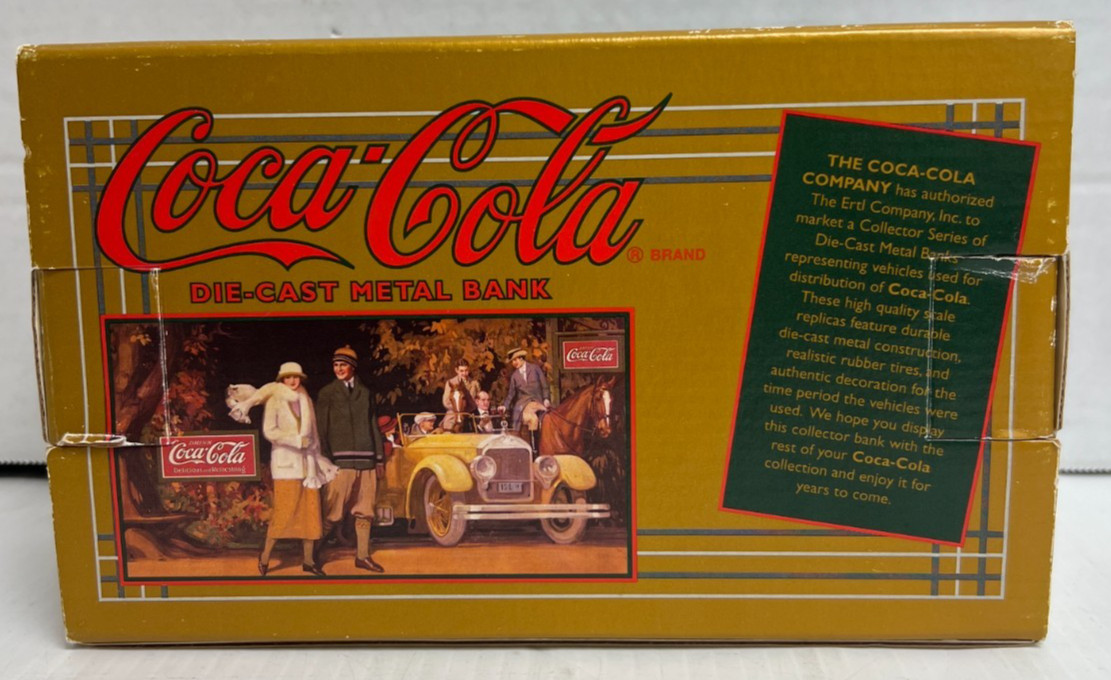 Coca-Cola
® BRAND
DIE-CAST METAL BANK
Coca-Cola
Coca-Cola
THE COCA-COLA
COMPANY has authorized
The Ertl Company, Inc. to
market a Collector Series of
Die-Cast Metal Banks
representing vehicles used for
distribution of Coca-Cola.
These high quality scale
replicas feature durable
die-cast metal construction,
realistic rubber tires, and
authentic decoration for the
time period the vehicles were
used. We hope you display
this collector bank with the
rest of your Coca-Cola
collection and enjoy it for
years to come.